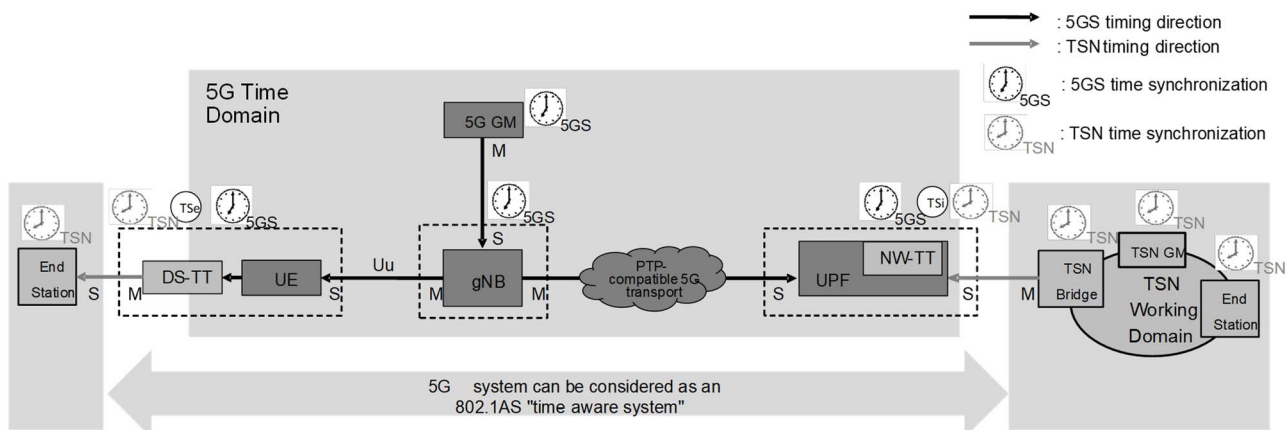 : 5GS timing direction
: TSN timing direction
5G Time
Domain
5G GM
5GS
: 5GS time synchronization
5GS
M
: TSN time synchronization
TSN
TSN
TSN
TSe
5GS
5GS
5GS
TSi
TSN
TSN
TSN
TSN
S
End
Station
S
M
DS-TT
UE
Uu
M
gNB
M
PTP-
compatible 5G
transport
S
UPF
NW-TT
S
M
TSN
Bridge
TSN GM
TSN
Working
Domain
End
Station
5G system can be considered as an
802.1AS "time aware system"